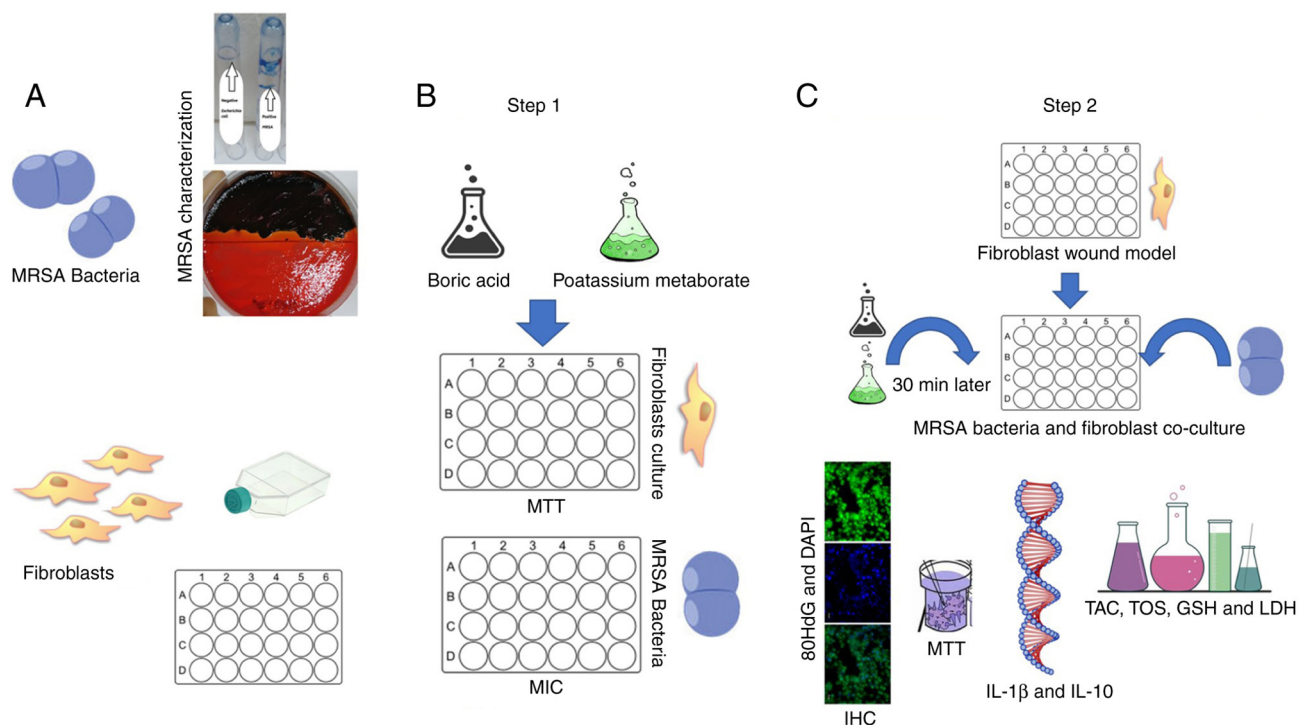 A
MRSA Bacteria
MRSA characterization
Negative
Escherichia
coli
Positive
MRSA
Fibroblasts
1 2 3 4 5 6
A
B
C
D
B
Step 1
Boric acid
Poatassium metaborate
1 2 3 4 5 6
A
B
C
D
Fibroblasts culture
MTT
1 2 3 4 5 6
A
B
C
D
MRSA Bacteria
MIC
C
Step 2
1 2 3 4 5 6
A
B
C
D
Fibroblast wound model
1 2 3 4 5 6
A
B
C
D
30 min later
MRSA bacteria and fibroblast co-culture
80HdG and DAPI
IHC
MTT
IL-1β and IL-10
TAC, TOS, GSH and LDH